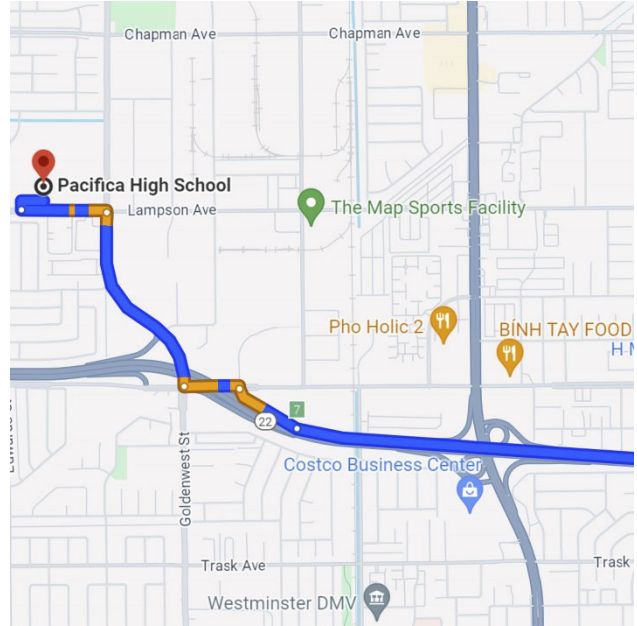 Chapman Ave
Chapman Ave
Pacifica High School
Lampson Ave
The Map Sports Facility
Pho Holic 2
BÍNH TAY FOOD
H M
7
22
Goldenwest St
Costco Business Center
Trask Ave
Trask
Westminster DMV